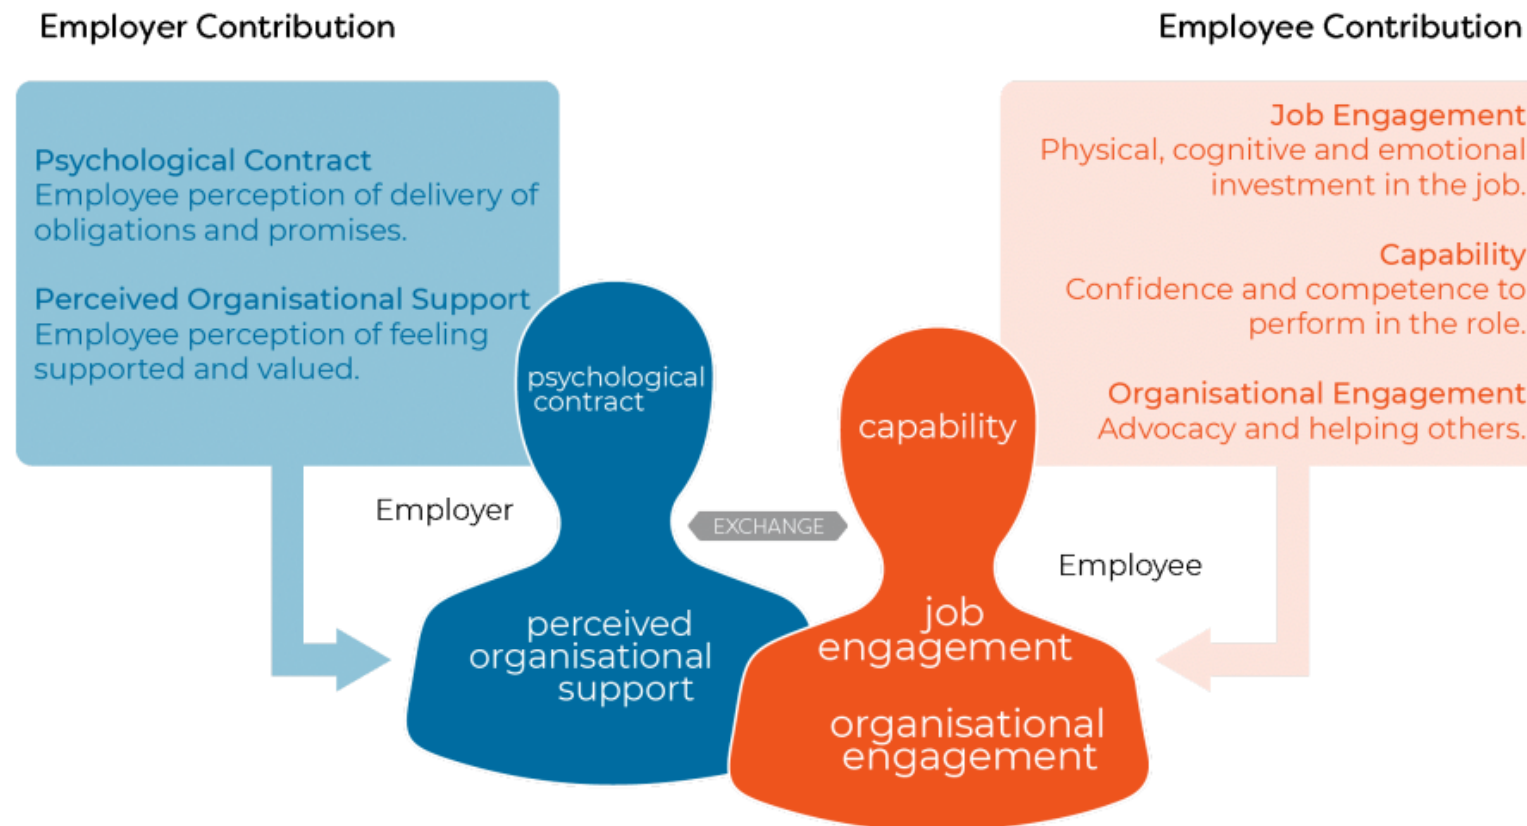 Employer Contribution
Employee Contribution
Psychological Contract
Employee perception of delivery of
obligations and promises.
Perceived Organisational Support
Employee perception of feeling
supported and valued.
Job Engagement
Physical, cognitive and emotional
investment in the job.
Capability
Confidence and competence to
perform in the role.
Organisational Engagement
Advocacy and helping others.
psychological
contract
capability
Employer
EXCHANGE
Employee
perceived
organisational
support
job
engagement
organisational
engagement